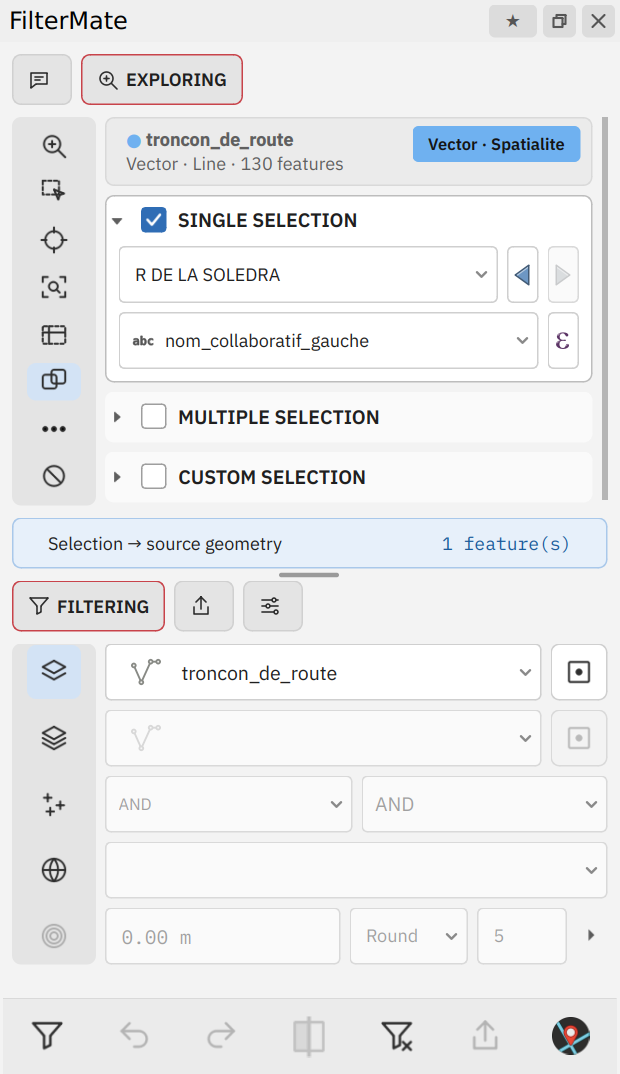 FilterMate
EXPLORING
troncon_de_route
Vector · Line · 130 features
Vector · Spatialite
SINGLE SELECTION
R DE LA SOLEDRA
abc nom_collaboratif_gauche
ε
MULTIPLE SELECTION
CUSTOM SELECTION
Selection → source geometry
1 feature(s)
FILTERING
troncon_de_route
AND
AND
0.00 m
Round
5